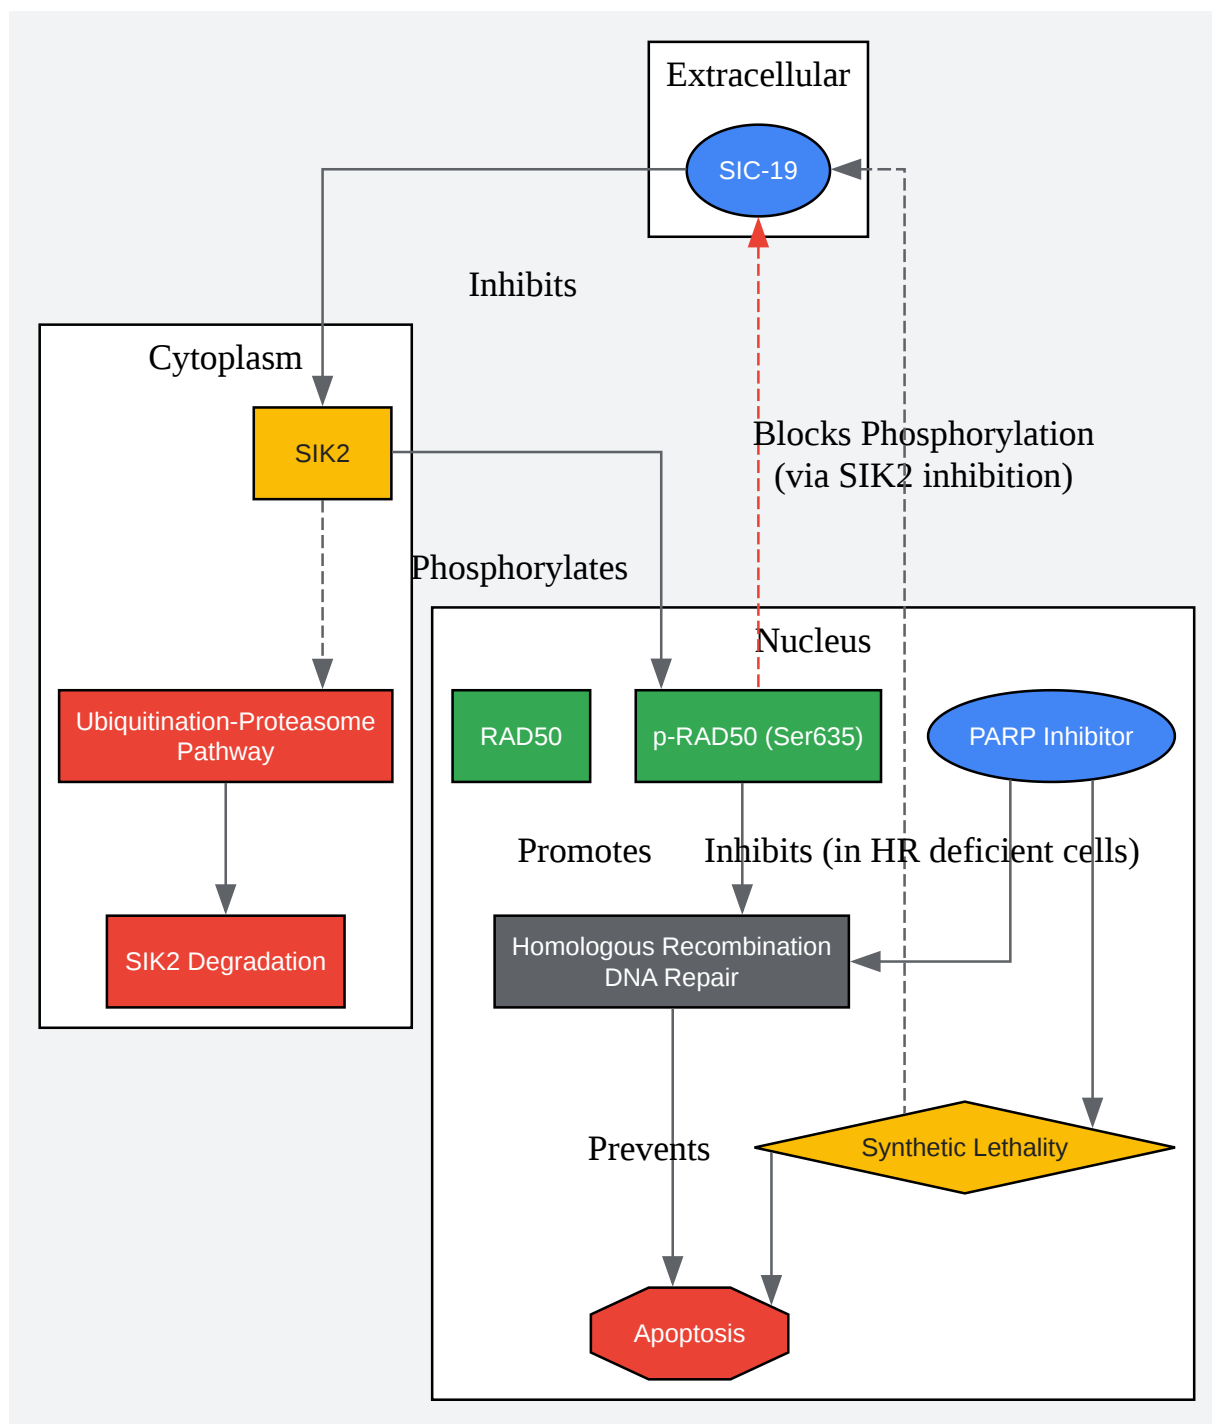 Extracellular
SIC-19
Inhibits
Cytoplasm
SIK2
Blocks Phosphorylation
(via SIK2 inhibition)
Phosphorylates
Nucleus
Ubiquitination-Proteasome
Pathway
RAD50
p-RAD50 (Ser635)
PARP Inhibitor
Promotes
Inhibits (in HR deficient cells)
SIK2 Degradation
Homologous Recombination
DNA Repair
Prevents
Synthetic Lethality
Apoptosis